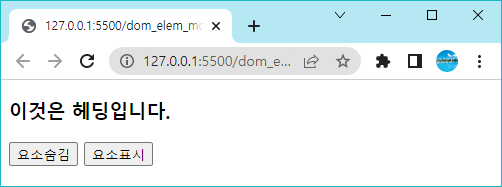 127.0.0.1:5500/dom_elem_mo
127.0.0.1:5500/dom_e...
이것은 헤딩입니다.
요소숨김 요소표시